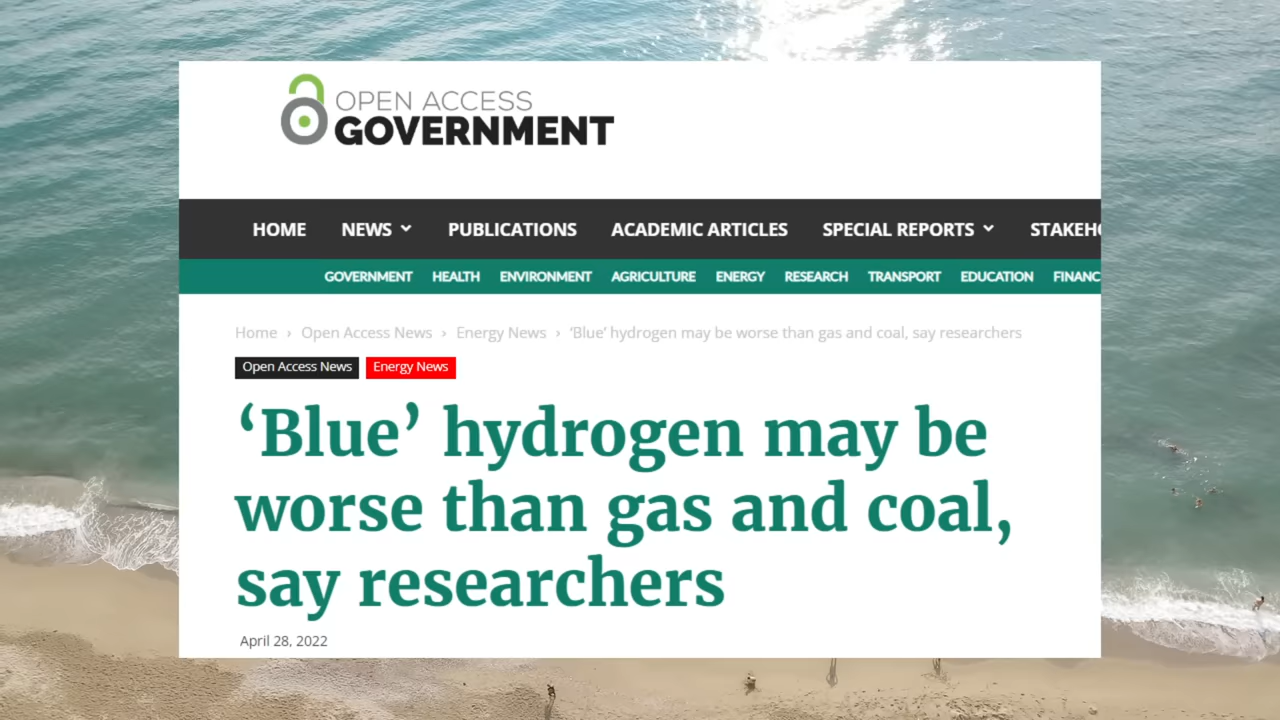 OPEN ACCESS
GOVERNMENT
HOME NEWS PUBLICATIONS ACADEMIC ARTICLES SPECIAL REPORTS
GOVERNMENT HEALTH ENVIRONMENT AGRICULTURE ENERGY RESEARCH TRANSPORT EDUCATION
Home › Open Access News › Energy News › ‘Blue’ hydrogen may be worse than gas and coal, say researchers
Open Access News Energy News
‘Blue’ hydrogen may be
worse than gas and coal,
say researchers
April 28, 2022